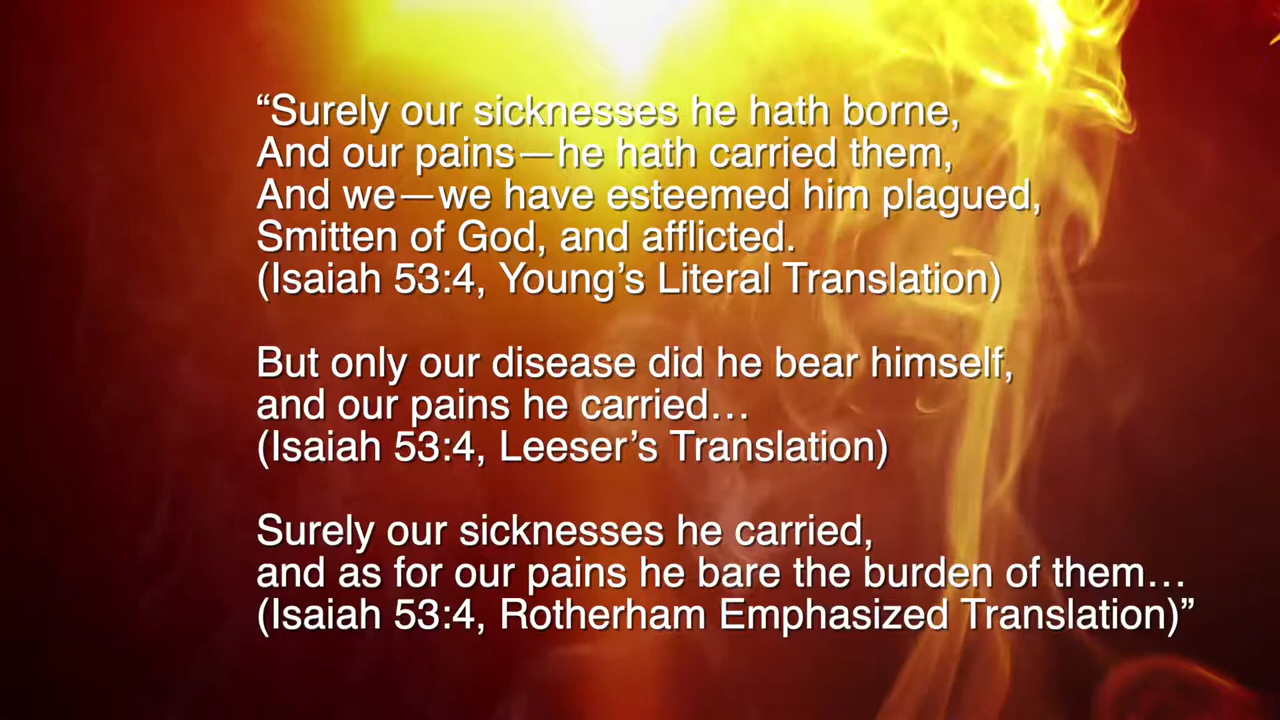 “Surely our sicknesses he hath borne,
And our pains—he hath carried them,
And we—we have esteemed him plagued,
Smitten of God, and afflicted.
(Isaiah 53:4, Young’s Literal Translation)
But only our disease did he bear himself,
and our pains he carried…
(Isaiah 53:4, Leeser’s Translation)
Surely our sicknesses he carried,
and as for our pains he bare the burden of them…
(Isaiah 53:4, Rotherham Emphasized Translation)”